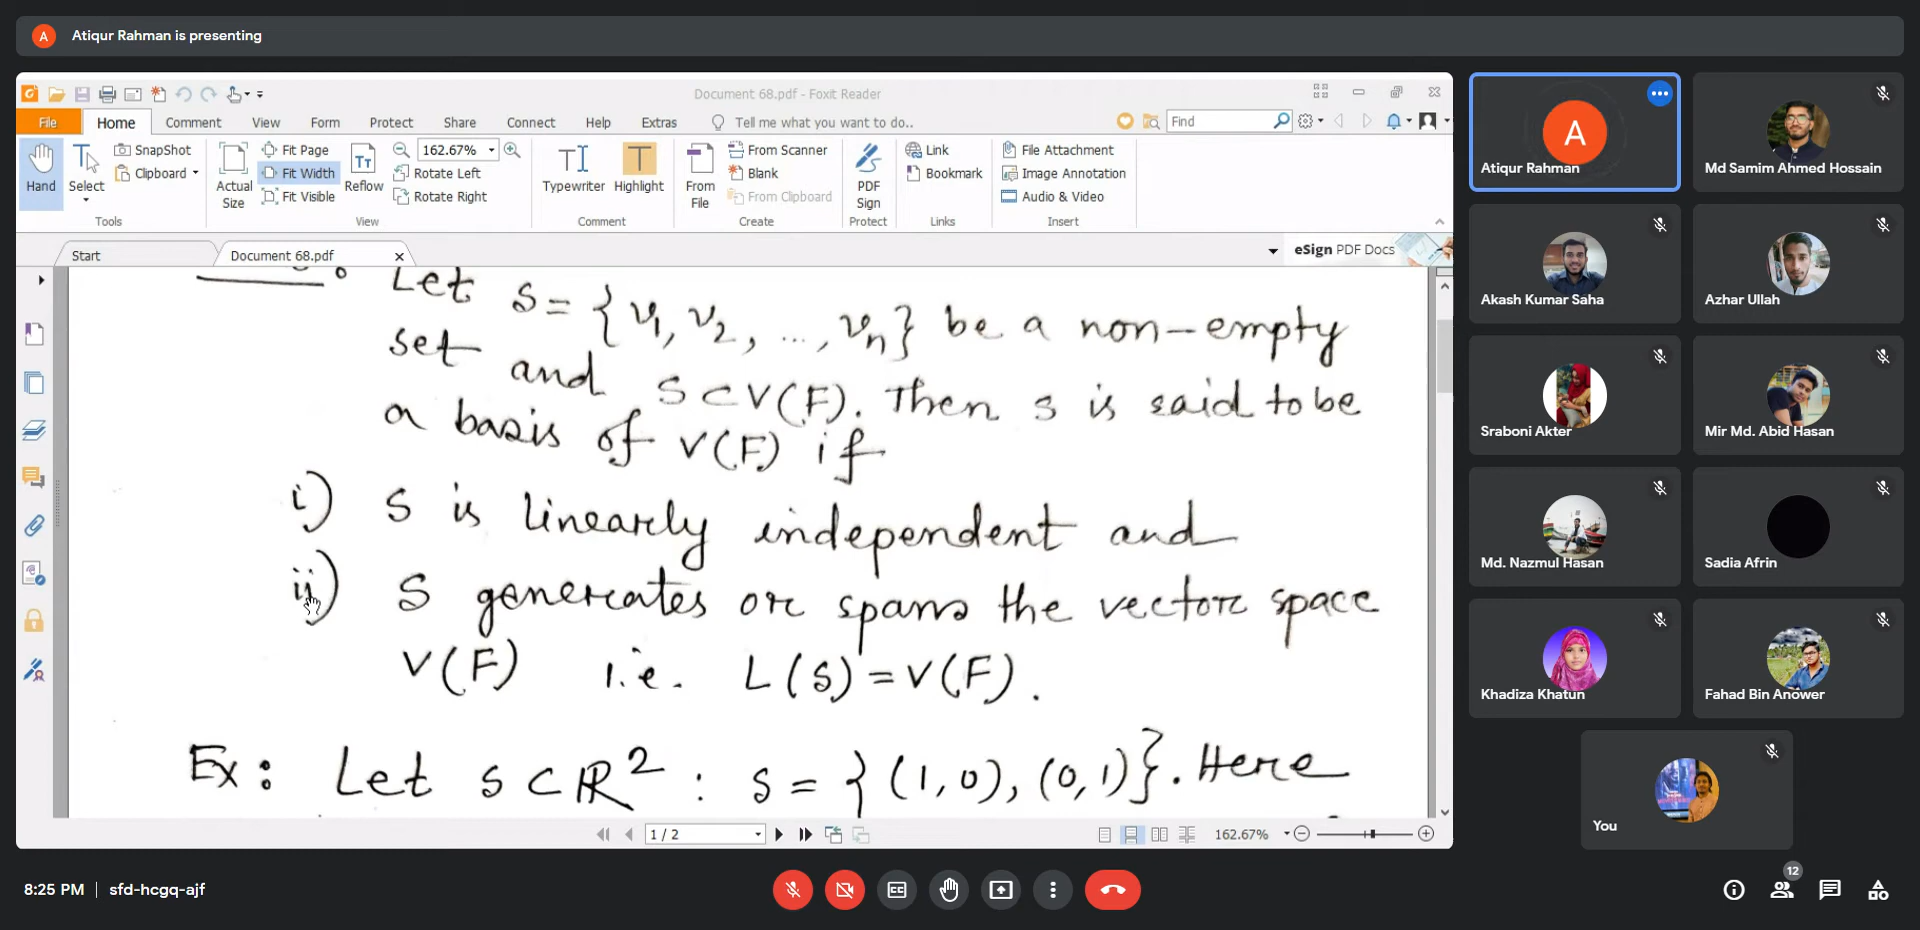 A Atiqur Rahman is presenting
Document 68.pdf - Foxit Reader
File Home Comment View Form Protect Share Connect Help Extras Tell me what you want to do.. Find
Hand
Select
SnapShot
Clipboard
Tools
Actual Size
Fit Page
Fit Width
Fit Visible
Reflow
162.67%
Rotate Left
Rotate Right
View
Typewriter
Highlight
Comment
From File
From Scanner
Blank
From Clipboard
Create
PDF Sign
Protect
Link
Bookmark
Links
File Attachment
Image Annotation
Audio & Video
Insert
Start
Document 68.pdf
eSign PDF Docs
Let S = {v1, v2, ..., vn} be a non-empty
set and S ⊂ V(F). Then S is said to be
a basis of V(F) if
i) S is linearly independent and
ii) S generates or spans the vector space
V(F) i.e. L(S) = V(F).
Ex: Let S ⊂ ℝ² : S = {(1,0), (0,1)}. Here
1 / 2
162.67%
A
Atiqur Rahman
Md Samim Ahmed Hossain
Akash Kumar Saha
Azhar Ullah
Sraboni Akter
Mir Md. Abid Hasan
Md. Nazmul Hasan
Sadia Afrin
Khadiza Khatun
Fahad Bin Anower
You
8:25 PM | sfd-hcgq-ajf
12